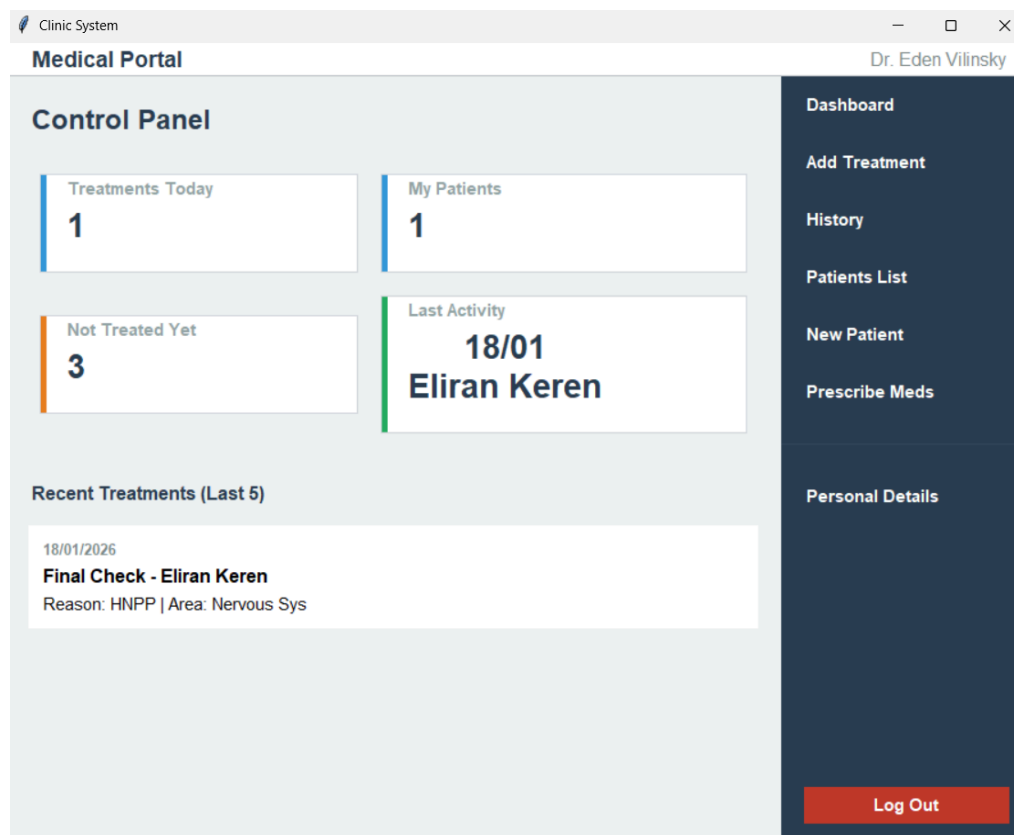 Clinic System
Medical Portal
Dr. Eden Vilinsky
Control Panel
Treatments Today
1
My Patients
1
Not Treated Yet
3
Last Activity
18/01
Eliran Keren
Recent Treatments (Last 5)
18/01/2026
Final Check - Eliran Keren
Reason: HNPP | Area: Nervous Sys
Dashboard
Add Treatment
History
Patients List
New Patient
Prescribe Meds
Personal Details
Log Out